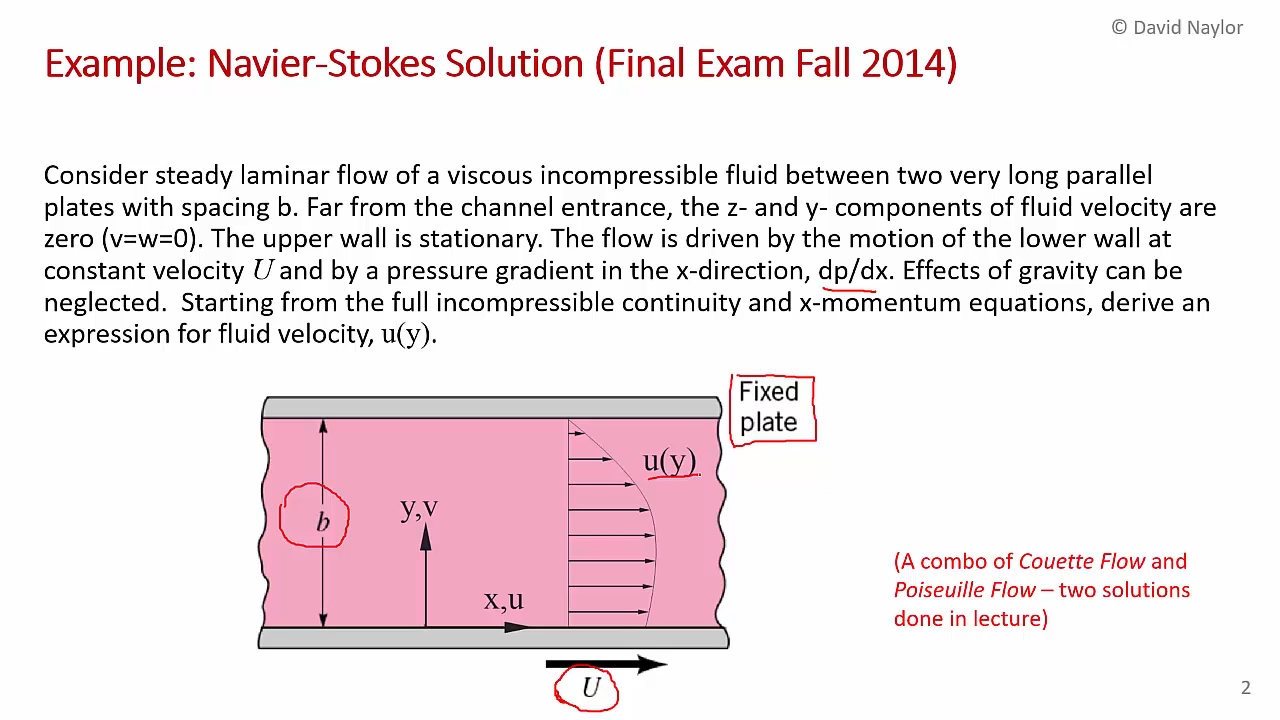 © David Naylor
Example: Navier-Stokes Solution (Final Exam Fall 2014)
Consider steady laminar flow of a viscous incompressible fluid between two very long parallel
plates with spacing b. Far from the channel entrance, the z- and y- components of fluid velocity are
zero (v=w=0). The upper wall is stationary. The flow is driven by the motion of the lower wall at
constant velocity U and by a pressure gradient in the x-direction, dp/dx. Effects of gravity can be
neglected. Starting from the full incompressible continuity and x-momentum equations, derive an
expression for fluid velocity, u(y).
Fixed
plate
u(y)
b
y,v
x,u
U
(A combo of Couette Flow and
Poiseuille Flow – two solutions
done in lecture)
2